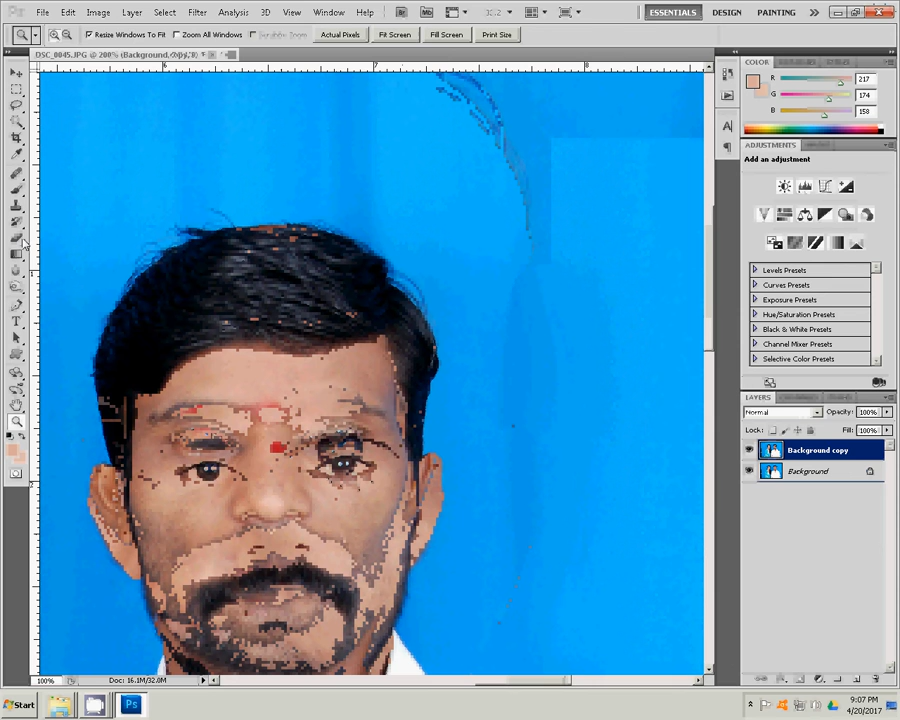 File Edit Image Layer Select Filter Analysis 3D View Window Help
ESSENTIALS DESIGN PAINTING
Resize Windows To Fit Zoom All Windows Actual Pixels Fit Screen Fill Screen Print Size
DSC_0045.JPG @ 200% (Background
6 7 8
COLOR
R 217
G 174
B 158
ADJUSTMENTS
Add an adjustment
Levels Presets
Curves Presets
Exposure Presets
Hue/Saturation Presets
Black & White Presets
Channel Mixer Presets
Selective Color Presets
LAYERS
Normal Opacity: 100%
Lock: Fill: 100%
Background copy
Background
100% Doc: 16.1M/32.0M
Start Ps 9:07 PM
4/20/2017